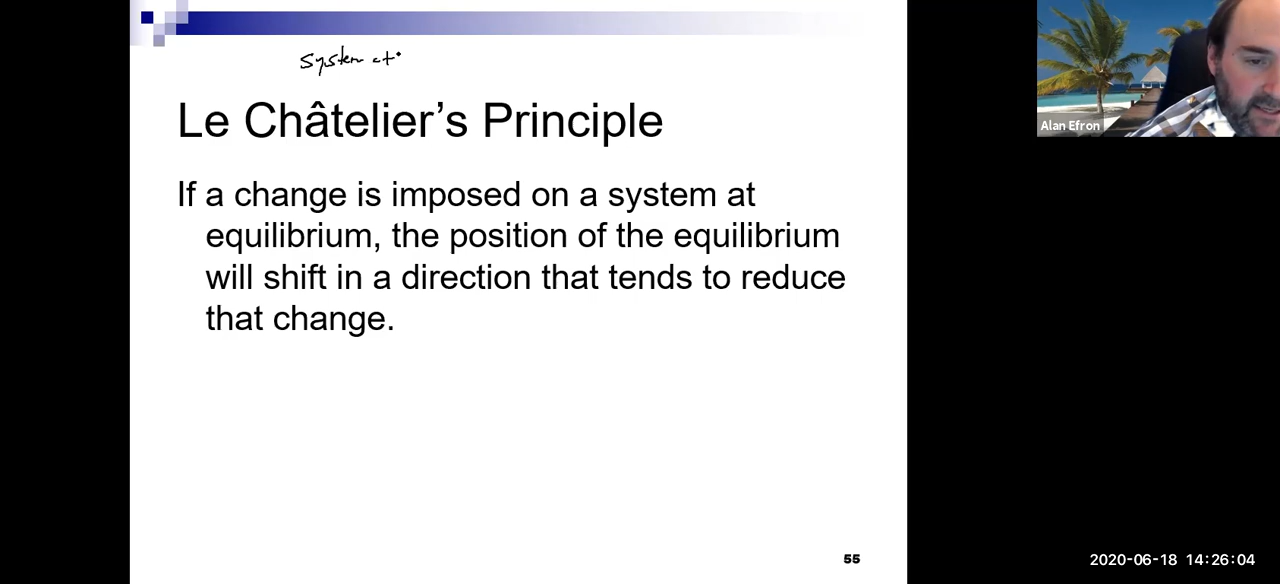 System at
Le Châtelier’s Principle
If a change is imposed on a system at
equilibrium, the position of the equilibrium
will shift in a direction that tends to reduce
that change.
55
Alan Efron
2020-06-18 14:26:04